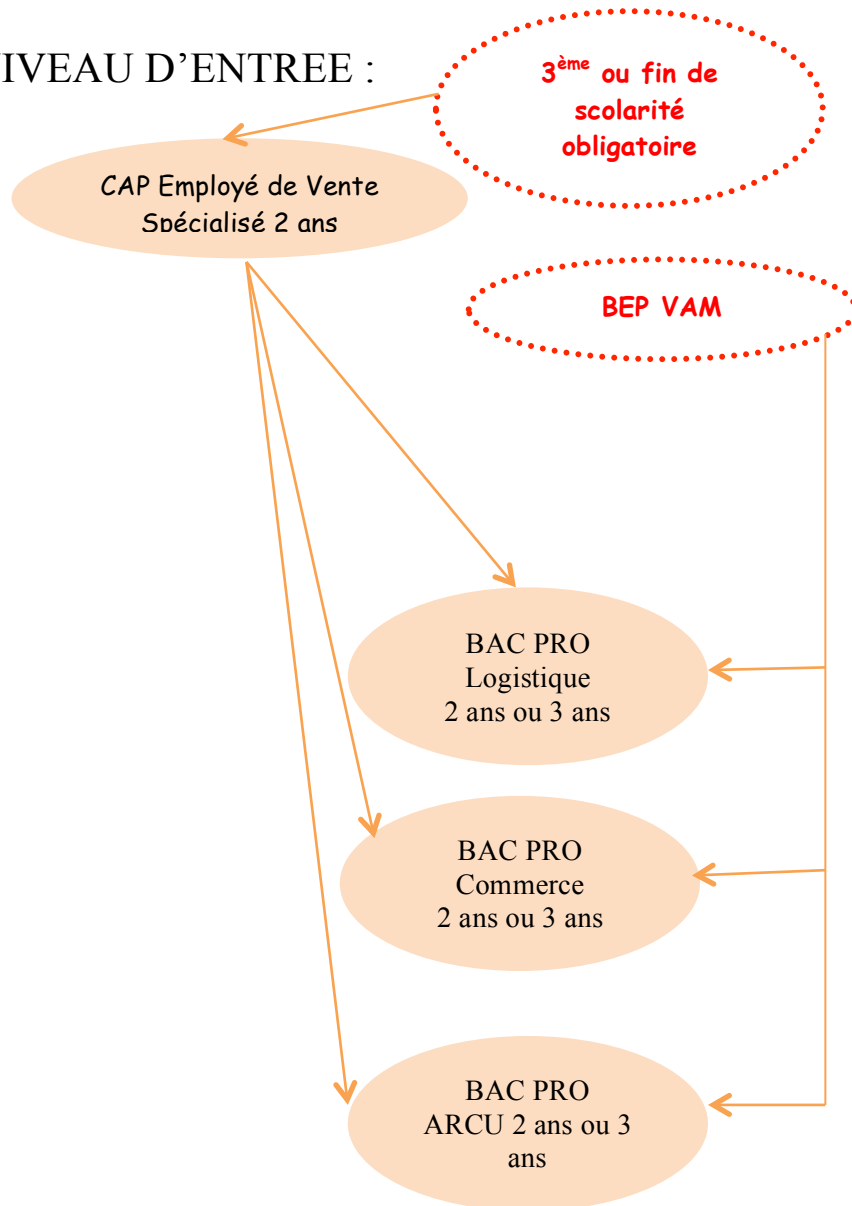 IVEAU D’ENTREE :
3ème ou fin de
scolarité
obligatoire
CAP Employé de Vente
Spécialisé 2 ans
BEP VAM
BAC PRO
Logistique
2 ans ou 3 ans
BAC PRO
Commerce
2 ans ou 3 ans
BAC PRO
ARCU 2 ans ou 3
ans